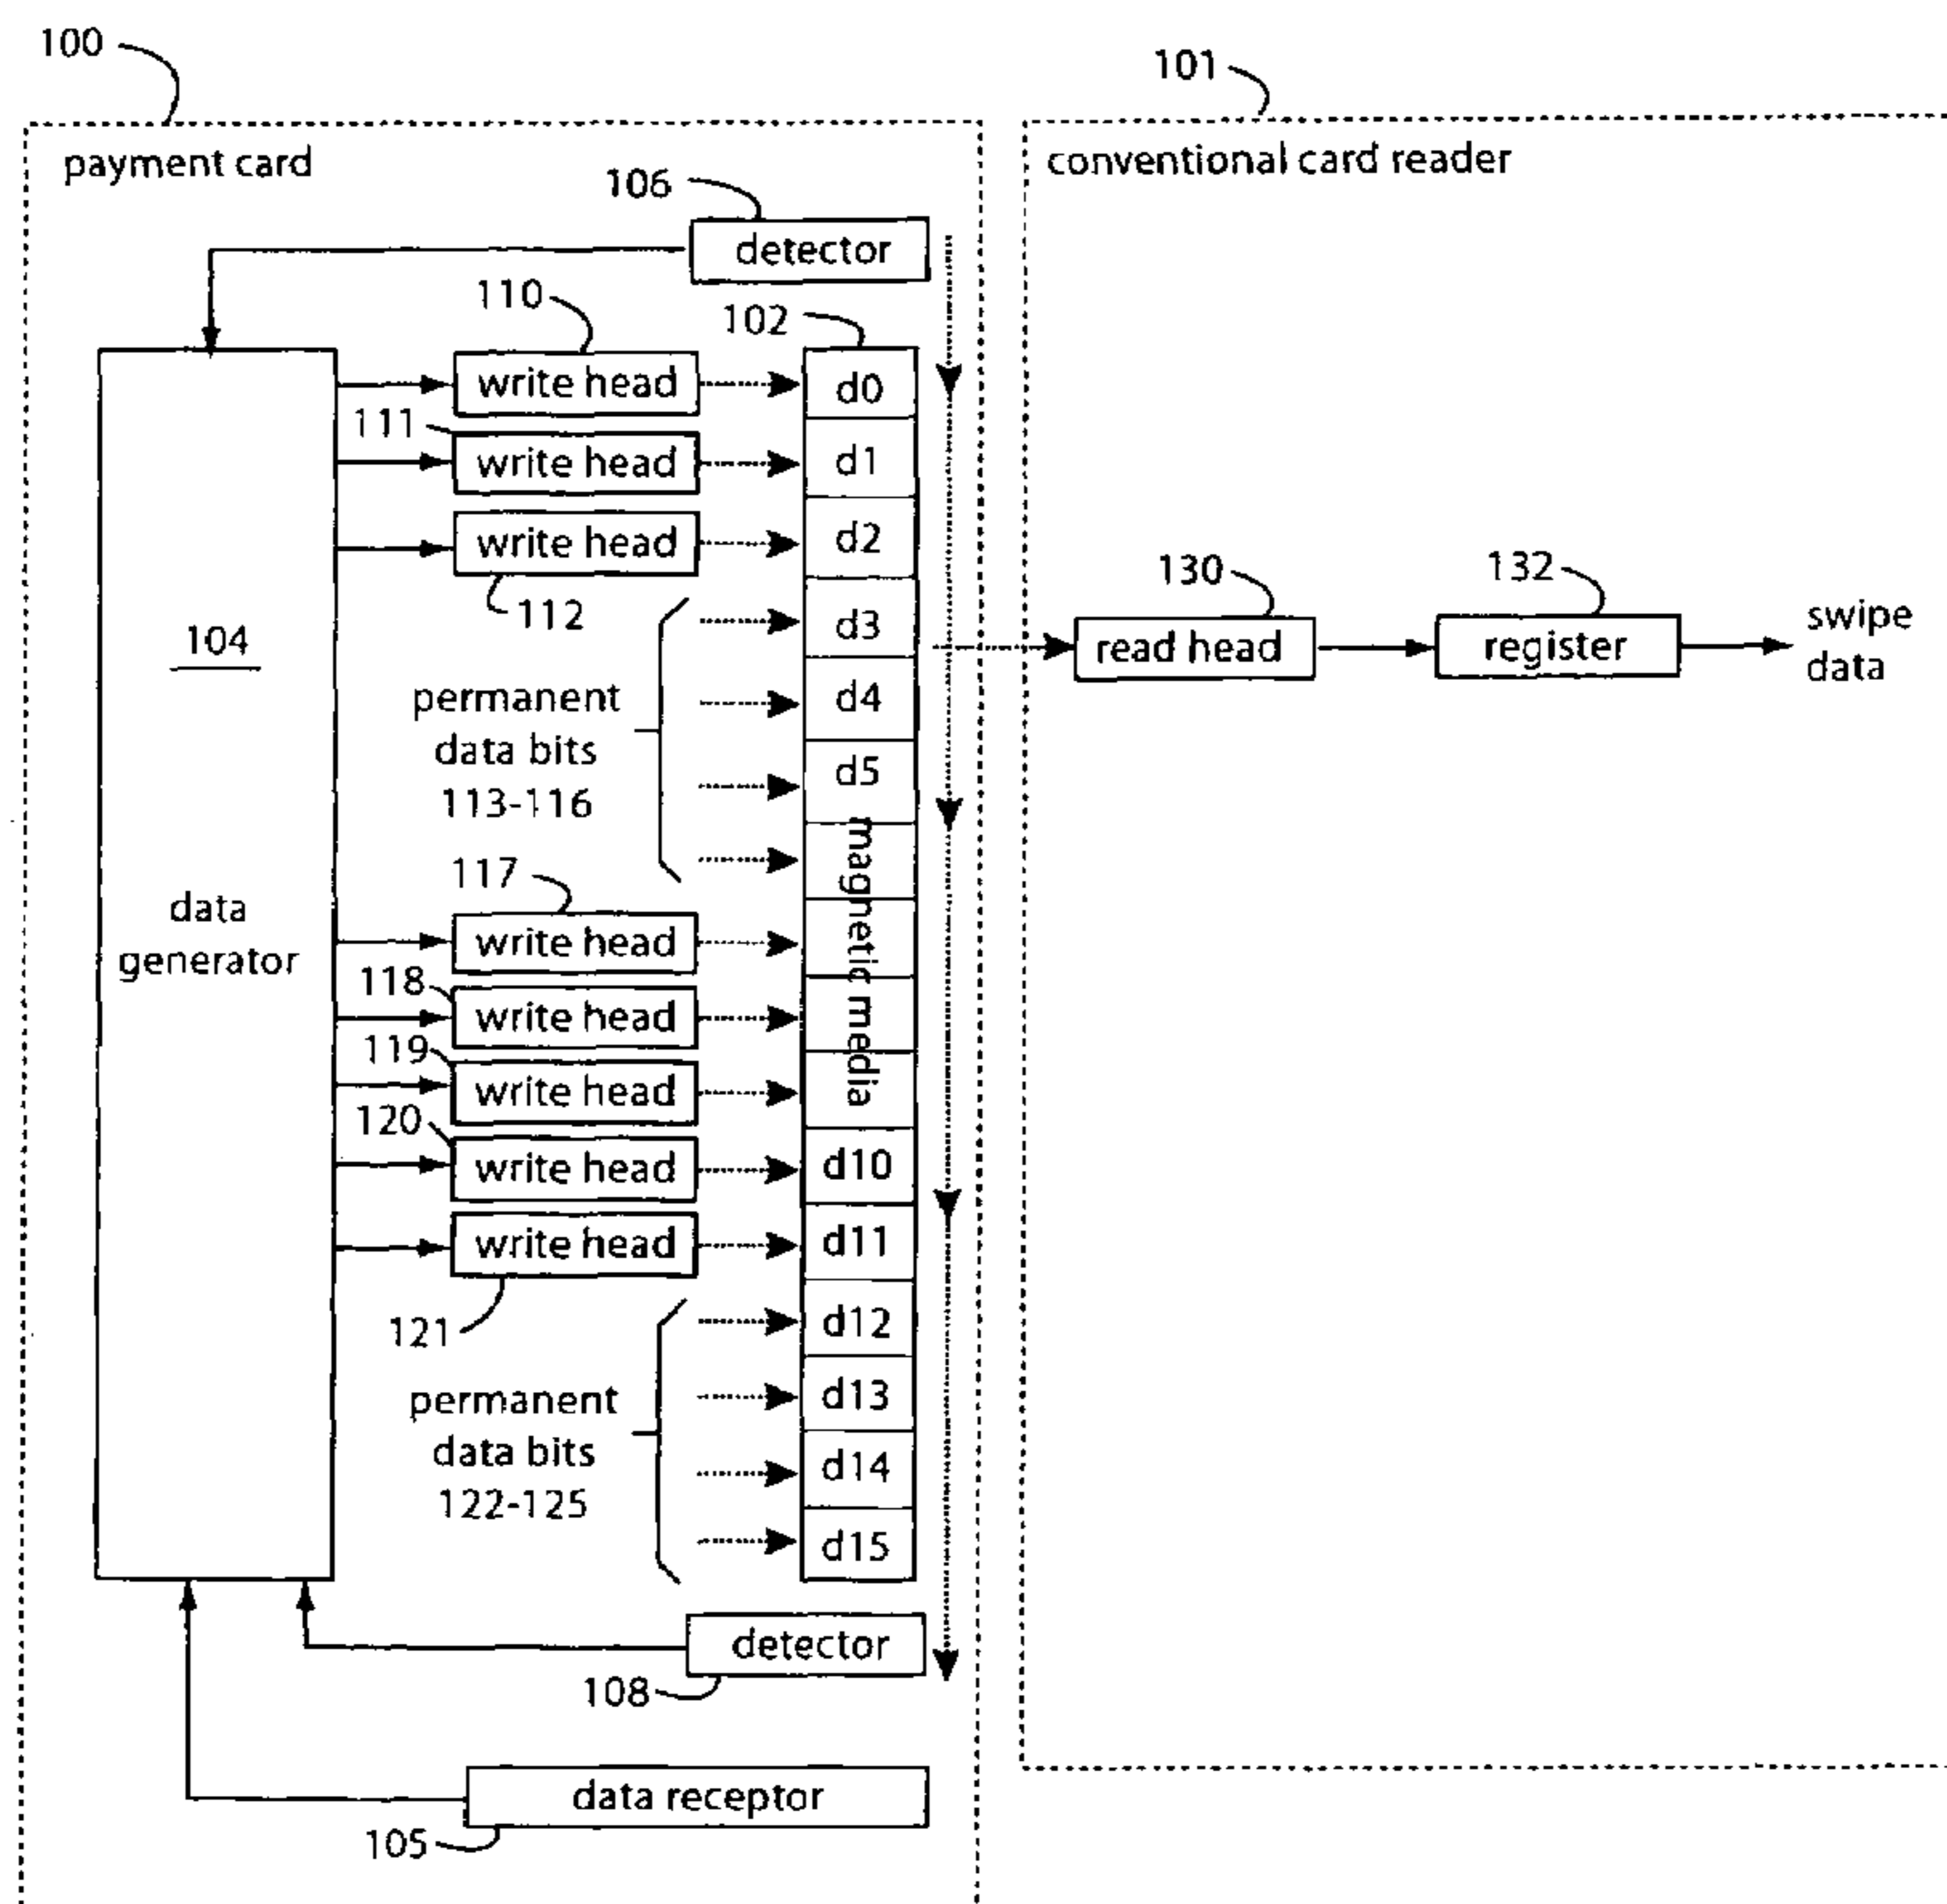 100
101
payment card
conventional card reader
106
detector
110
102
write head
d0
111
write head
d1
write head
d2
112
130
132
d3
read head
register
swipe
data
104
permanent
data bits
113-116
d4
d5
magnetic media
117
data
generator
write head
118
write head
119
write head
120
write head
d10
write head
d11
121
d12
permanent
data bits
122-125
d13
d14
d15
detector
108
data receptor
105